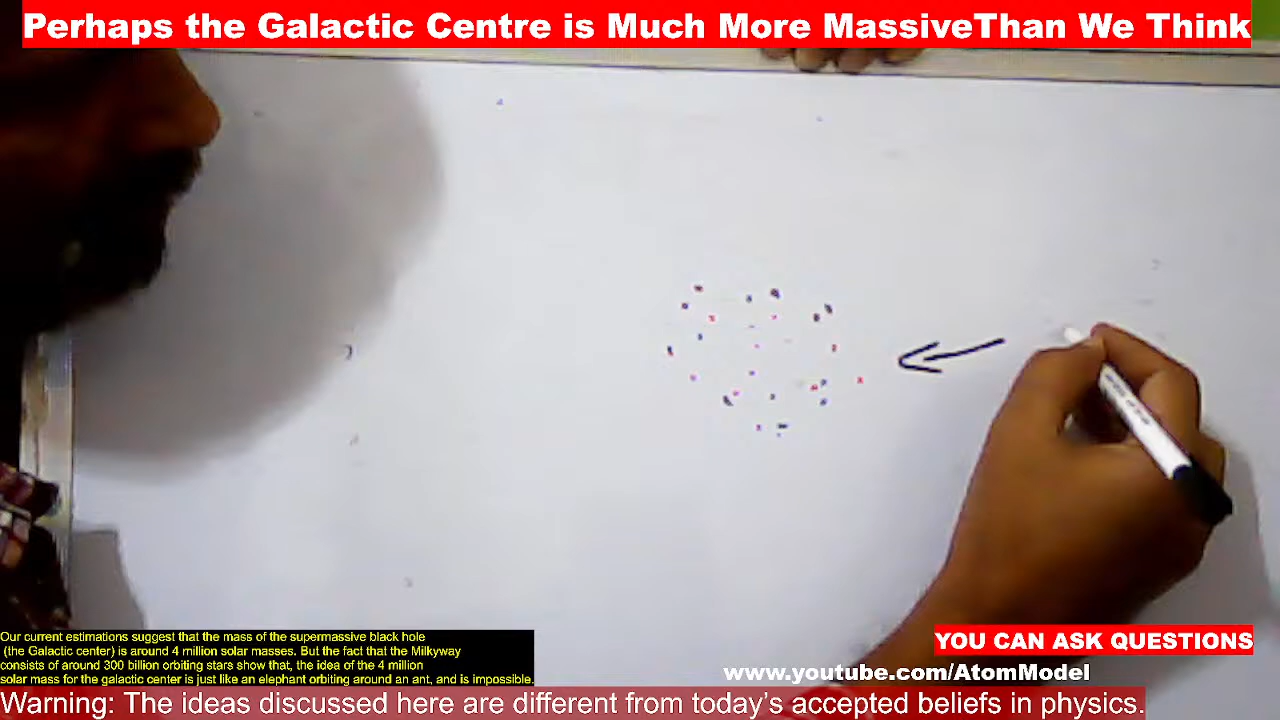 Perhaps the Galactic Centre is Much More MassiveThan We Think
Our current estimations suggest that the mass of the supermassive black hole
(the Galactic center) is around 4 million solar masses. But the fact that the Milkyway
consists of around 300 billion orbiting stars show that, the idea of the 4 million
solar mass for the galactic center is just like an elephant orbiting around an ant, and is impossible.
YOU CAN ASK QUESTIONS
www.youtube.com/AtomModel
Warning: The ideas discussed here are different from today's accepted beliefs in physics.